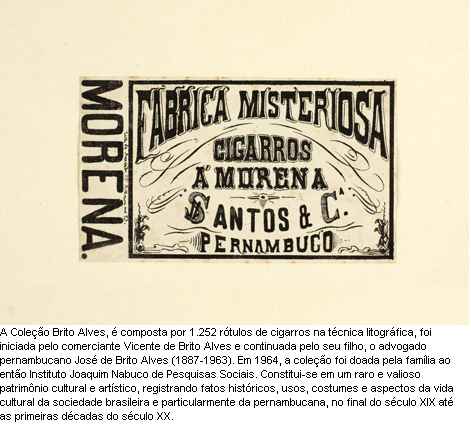 MORENA.
FABRICA MISTERIOSA
CIGARROS
A' MORENA
SANTOS & C.A
PERNAMBUCO
A Coleção Brito Alves, é composta por 1.252 rótulos de cigarros na técnica litográfica, foi
iniciada pelo comerciante Vicente de Brito Alves e continuada pelo seu filho, o advogado
pernambucano José de Brito Alves (1887-1963). Em 1964, a coleção foi doada pela família ao
então Instituto Joaquim Nabuco de Pesquisas Sociais. Constitui-se em um raro e valioso
patrimônio cultural e artístico, registrando fatos históricos, usos, costumes e aspectos da vida
cultural da sociedade brasileira e particularmente da pernambucana, no final do século XIX até
as primeiras décadas do século XX.